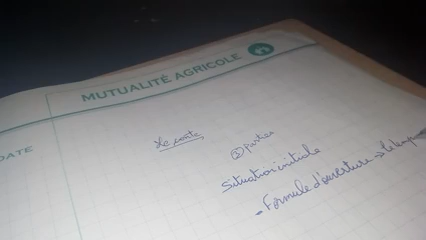 MUTUALITÉ AGRICOLE
DATE
Le conte
② parties
Situation initiale
- Formule d'ouverture →